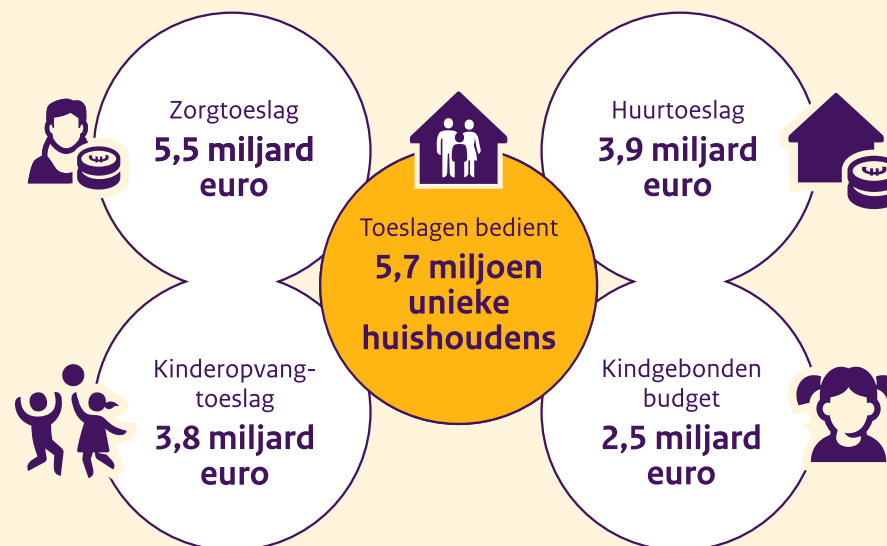 Zorgtoeslag
5,5 miljard
euro
Huurtoeslag
3,9 miljard
euro
Toeslagen bedient
5,7 miljoen
unieke
huishoudens
Kinderopvang-
toeslag
3,8 miljard
euro
Kindgebonden
budget
2,5 miljard
euro